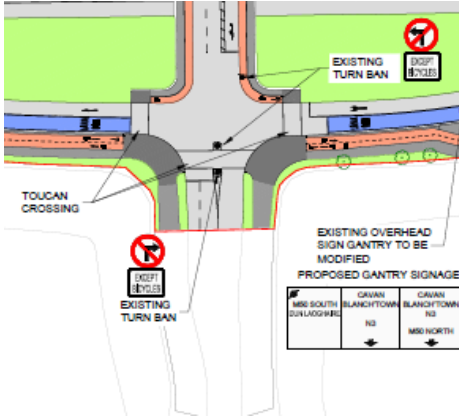 EXISTING
TURN BAN
EXCEPT
BICYCLES
TOUCAN
CROSSING
EXCEPT
BICYCLES
EXISTING
TURN BAN
EXISTING OVERHEAD
SIGN GANTRY TO BE
MODIFIED
PROPOSED GANTRY SIGNAGE
M50 SOUTH
DUN LAOGHAIRE
CAVAN
BLANCH'TOWN
N3
CAVAN
BLANCH'TOWN
N3
M50 NORTH